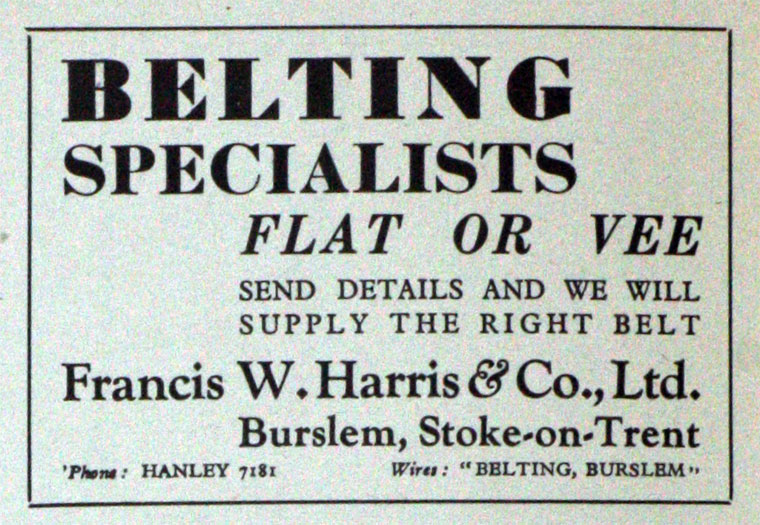 BELTING
SPECIALISTS
FLAT OR VEE
SEND DETAILS AND WE WILL
SUPPLY THE RIGHT BELT
Francis W. Harris & Co., Ltd.
Burslem, Stoke-on-Trent
'Phone: HANLEY 7181 Wires: "BELTING, BURSLEM"